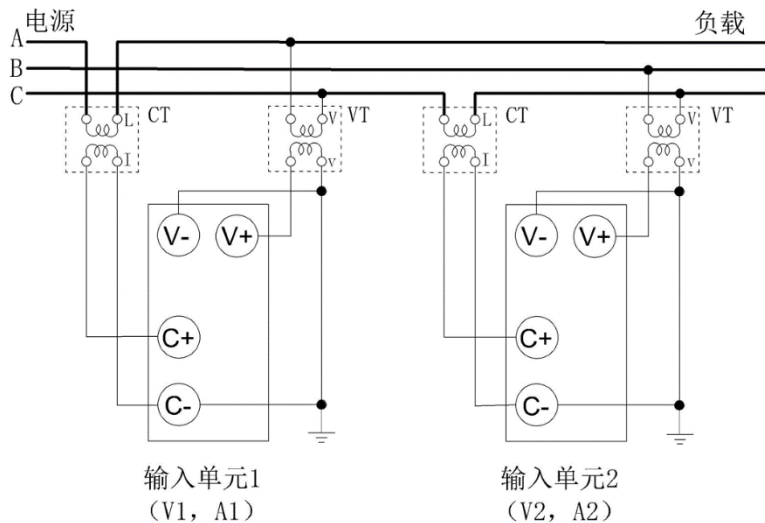 电源 负载
A
B
C
L CT V VT L CT V VT
I v I v
V- V+ V- V+
C+ C+
C- C-
输入单元1 输入单元2
（V1，A1） （V2，A2）